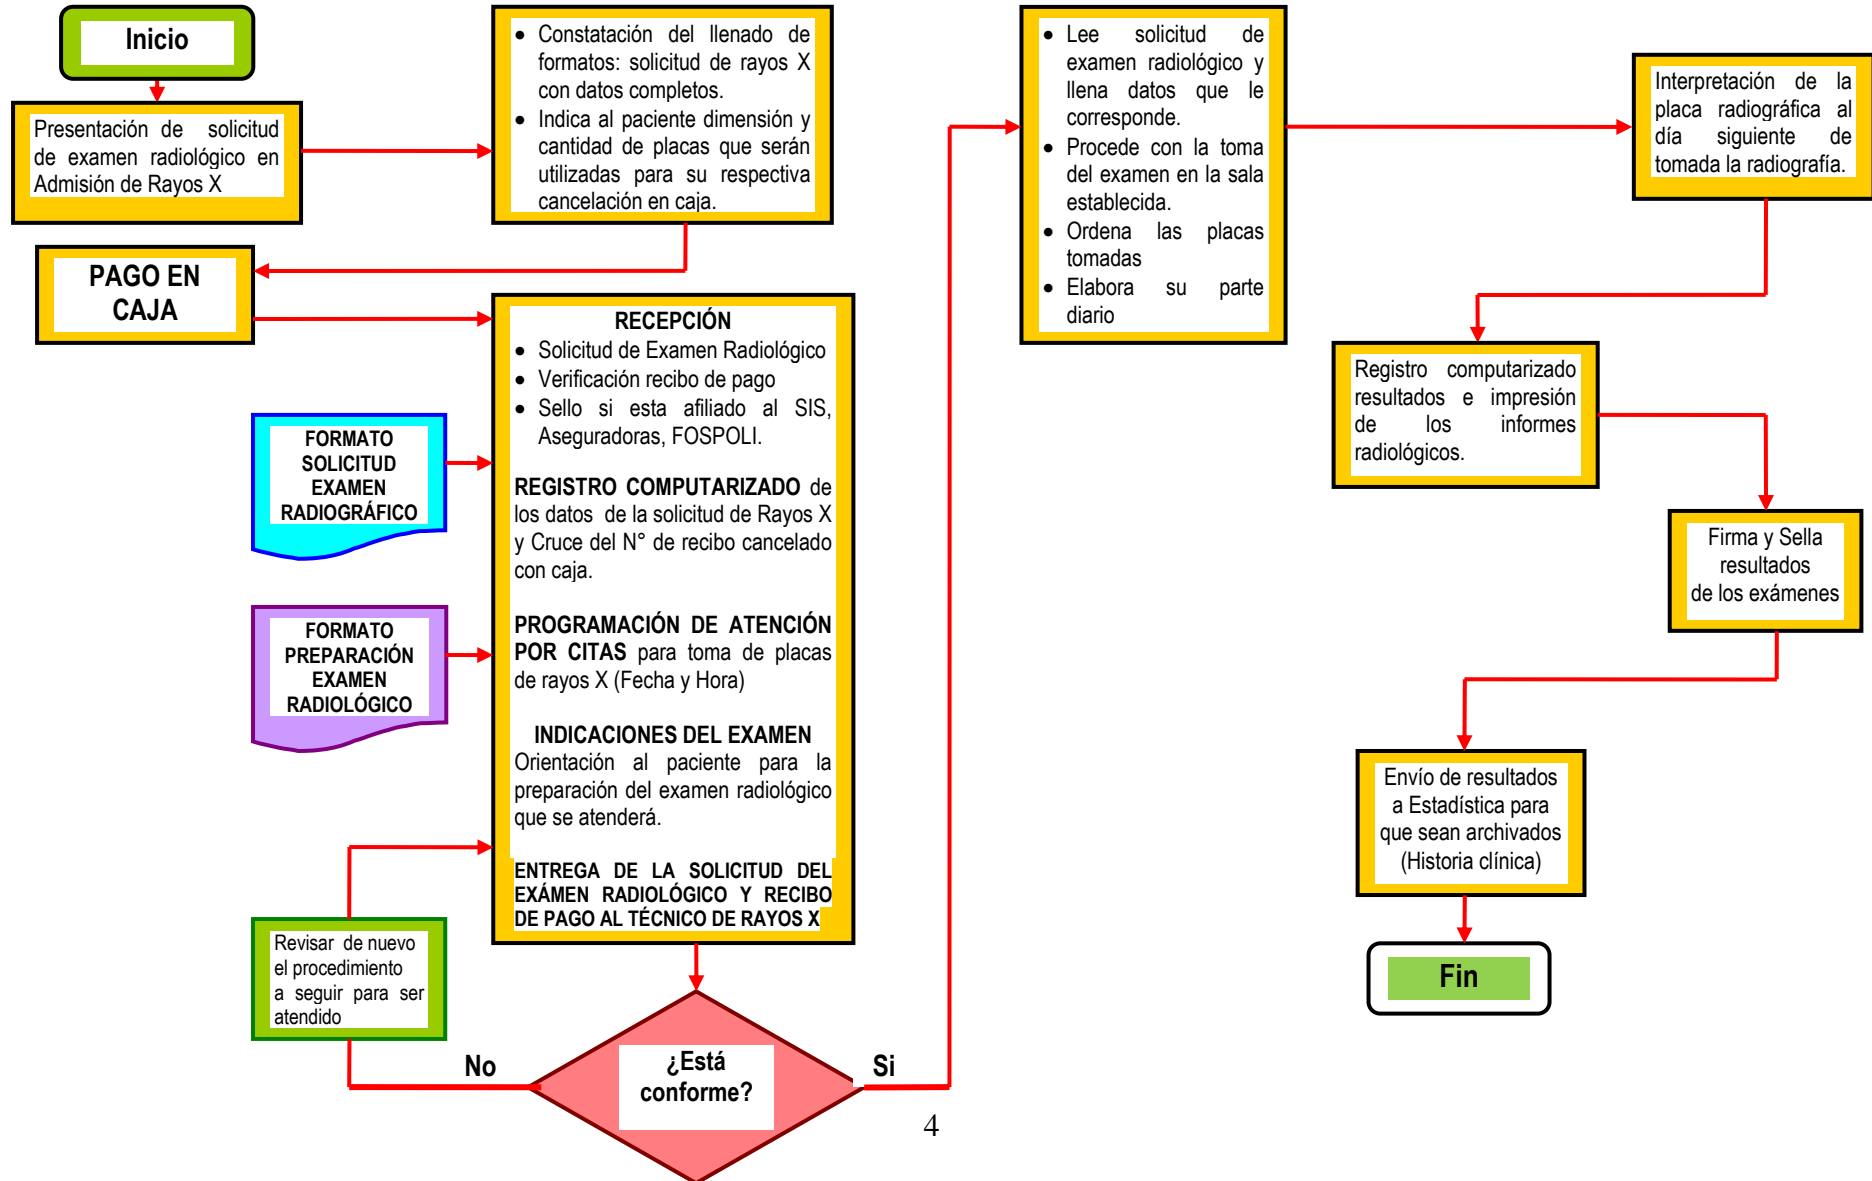 Inicio
Presentación de solicitud
de examen radiológico en
Admisión de Rayos X
• Constatación del llenado de
formatos: solicitud de rayos X
con datos completos.
• Indica al paciente dimensión y
cantidad de placas que serán
utilizadas para su respectiva
cancelación en caja.
PAGO EN
CAJA
RECEPCIÓN
• Solicitud de Examen Radiológico
• Verificación recibo de pago
• Sello si esta afiliado al SIS,
Aseguradoras, FOSPOLI.
REGISTRO COMPUTARIZADO de
los datos de la solicitud de Rayos X
y Cruce del N° de recibo cancelado
con caja.
PROGRAMACIÓN DE ATENCIÓN
POR CITAS para toma de placas
de rayos X (Fecha y Hora)
INDICACIONES DEL EXAMEN
Orientación al paciente para la
preparación del examen radiológico
que se atenderá.
ENTREGA DE LA SOLICITUD DEL
EXÁMEN RADIOLÓGICO Y RECIBO
DE PAGO AL TÉCNICO DE RAYOS X
FORMATO
SOLICITUD
EXAMEN
RADIOGRÁFICO
FORMATO
PREPARACIÓN
EXAMEN
RADIOLÓGICO
Revisar de nuevo
el procedimiento
a seguir para ser
atendido
No
¿Está
conforme?
Si
• Lee solicitud de
examen radiológico y
llena datos que le
corresponde.
• Procede con la toma
del examen en la sala
establecida.
• Ordena las placas
tomadas
• Elabora su parte
diario
Interpretación de la
placa radiográfica al
día siguiente de
tomada la radiografía.
Registro computarizado
resultados e impresión
de los informes
radiológicos.
Firma y Sella
resultados
de los exámenes
Envío de resultados
a Estadística para
que sean archivados
(Historia clínica)
Fin
4